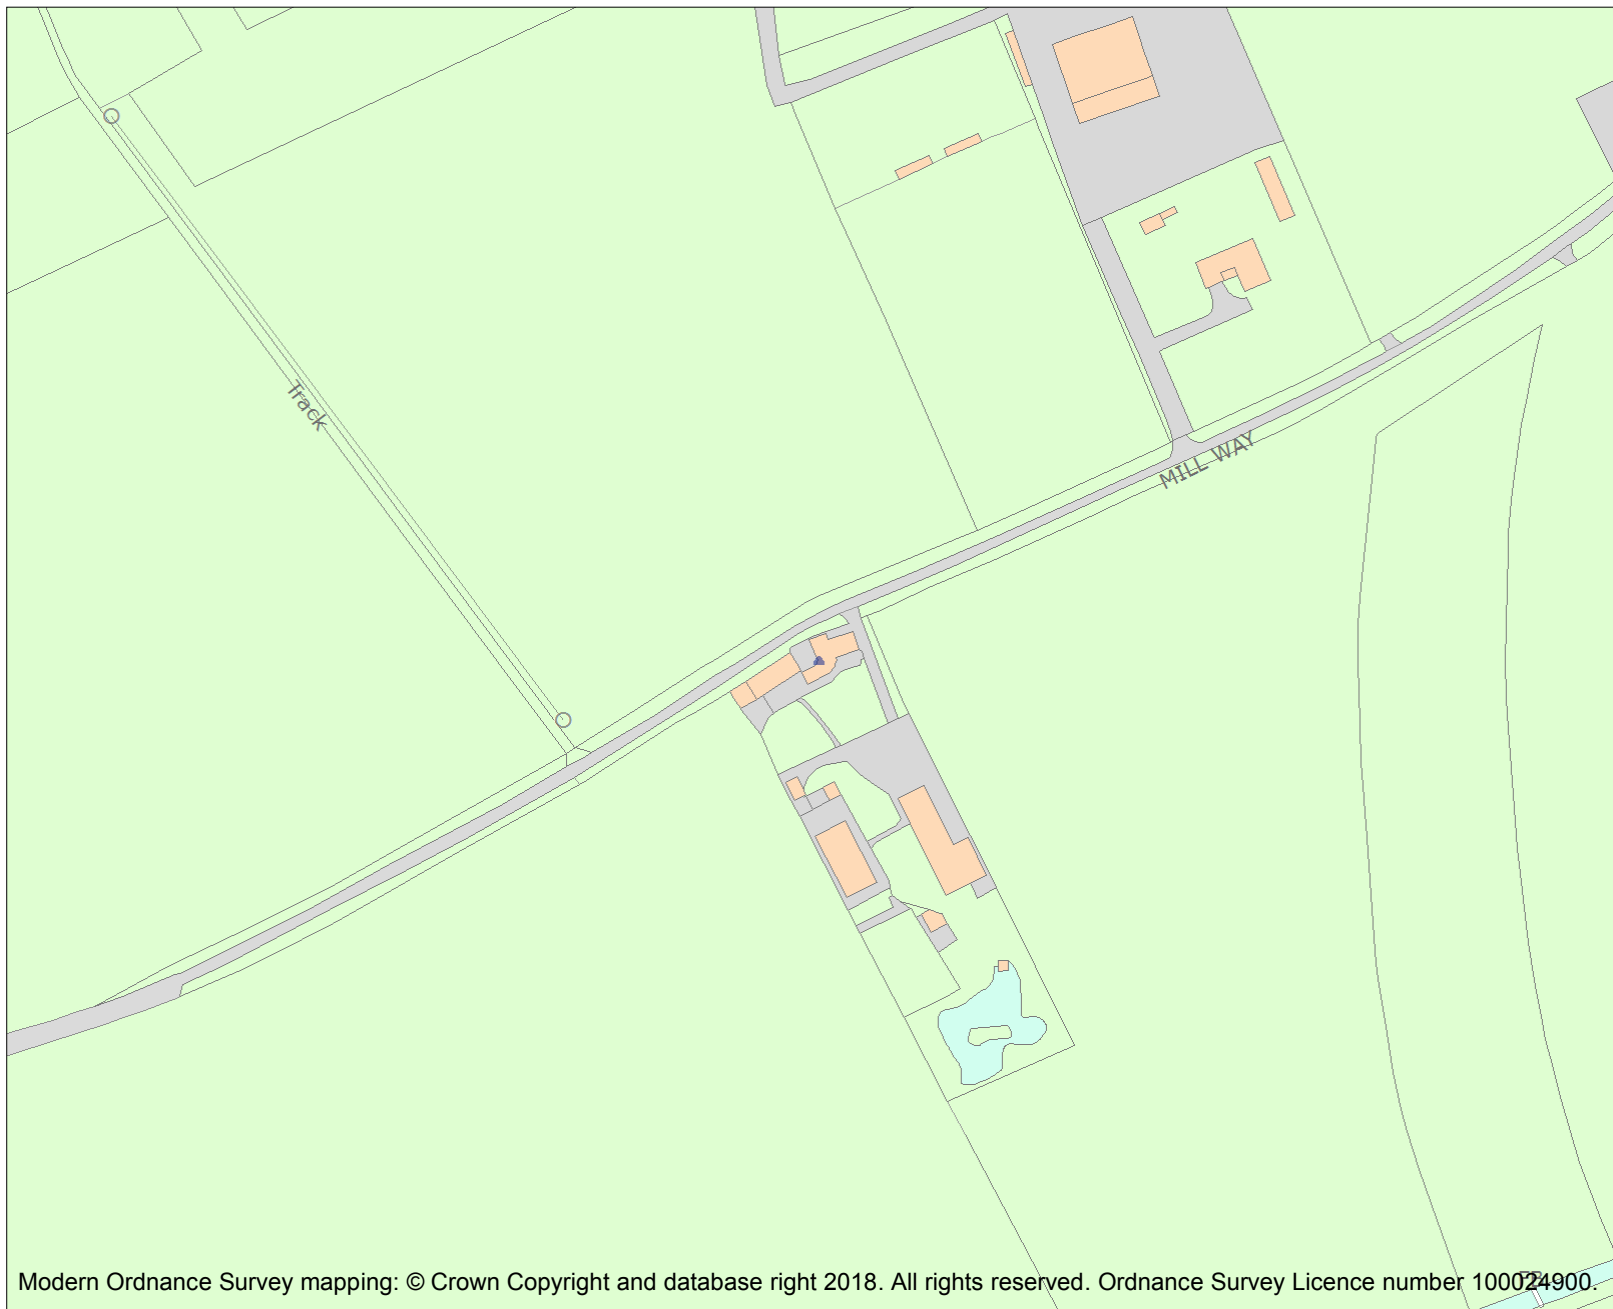 Track
MILL WAY
Modern Ordnance Survey mapping: © Crown Copyright and database right 2018. All rights reserved. Ordnance Survey Licence number 100024900.